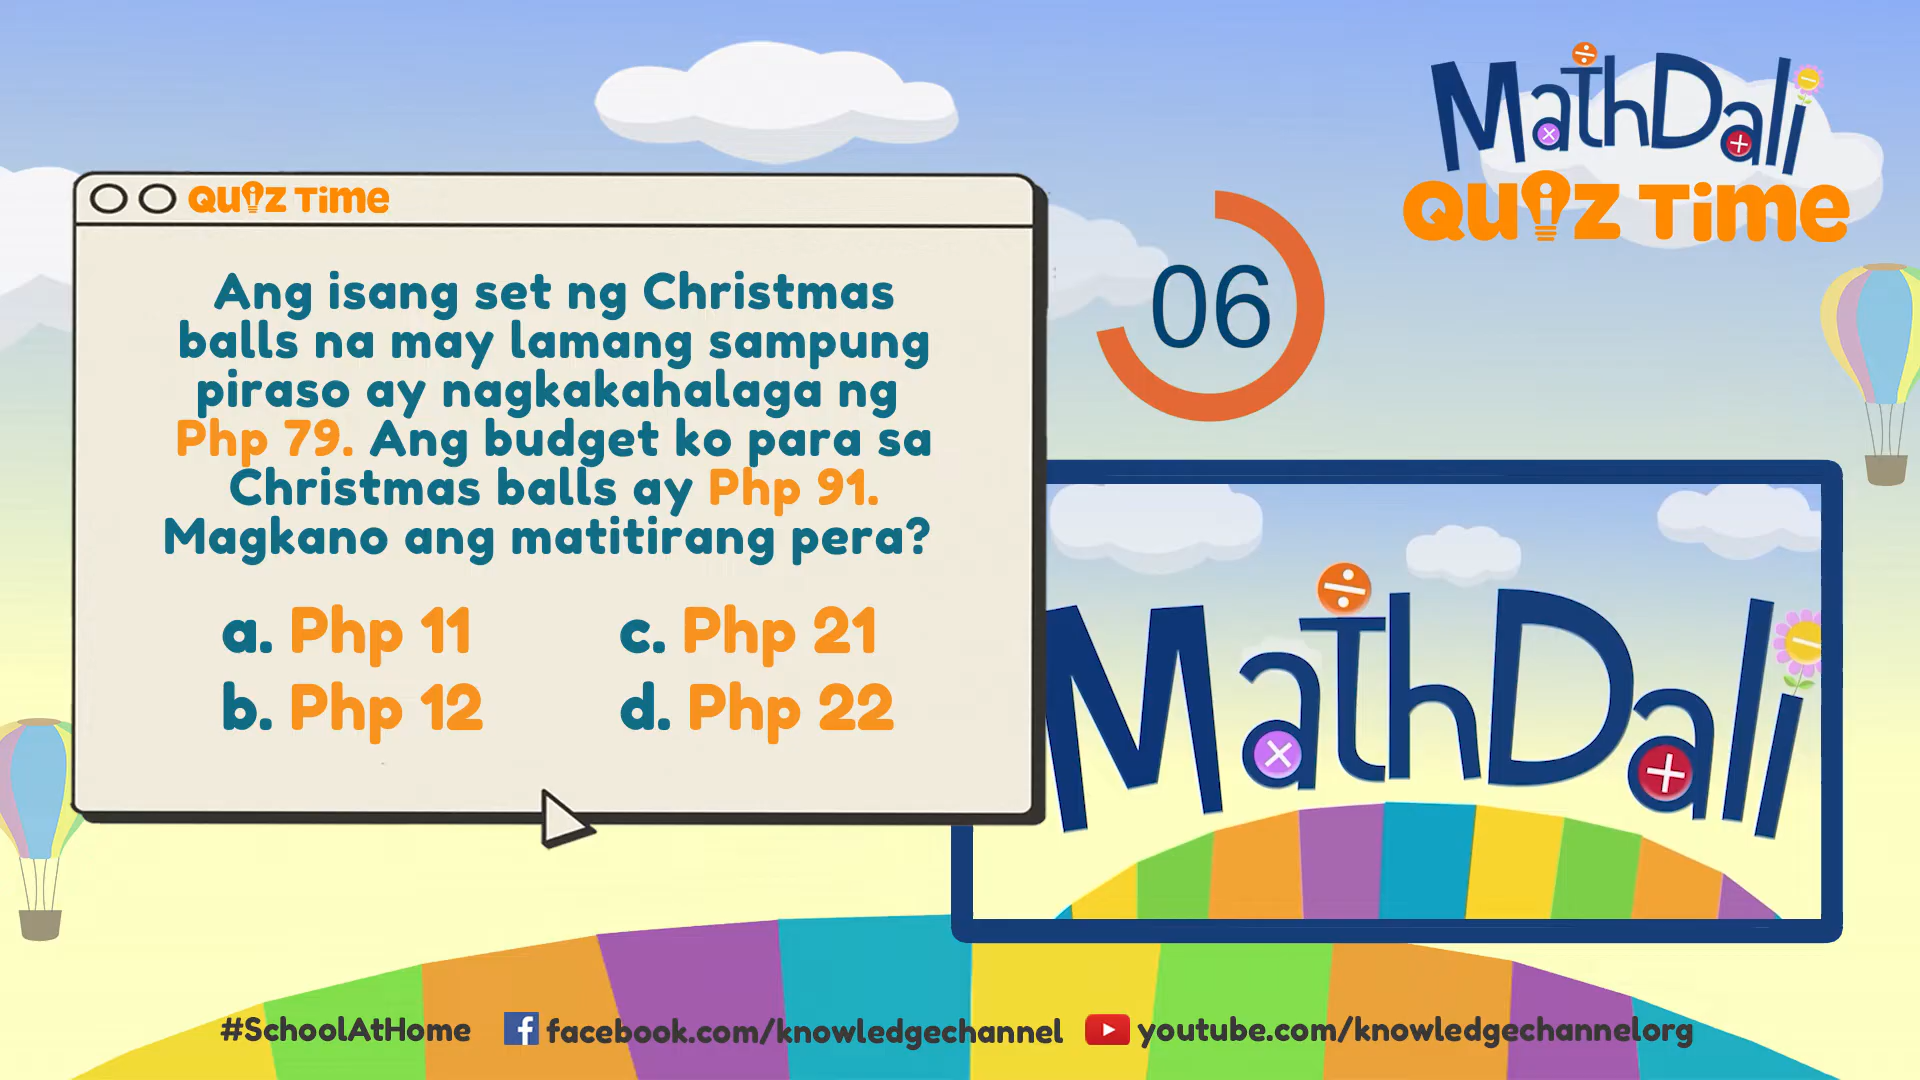 MathDali
QUIZ TIME
QUIZ TIME
06
Ang isang set ng Christmas
balls na may lamang sampung
piraso ay nagkakahalaga ng
Php 79. Ang budget ko para sa
Christmas balls ay Php 91.
Magkano ang matitirang pera?
a. Php 11
c. Php 21
b. Php 12
d. Php 22
MathDali
#SchoolAtHome
facebook.com/knowledgechannel
youtube.com/knowledgechannelorg